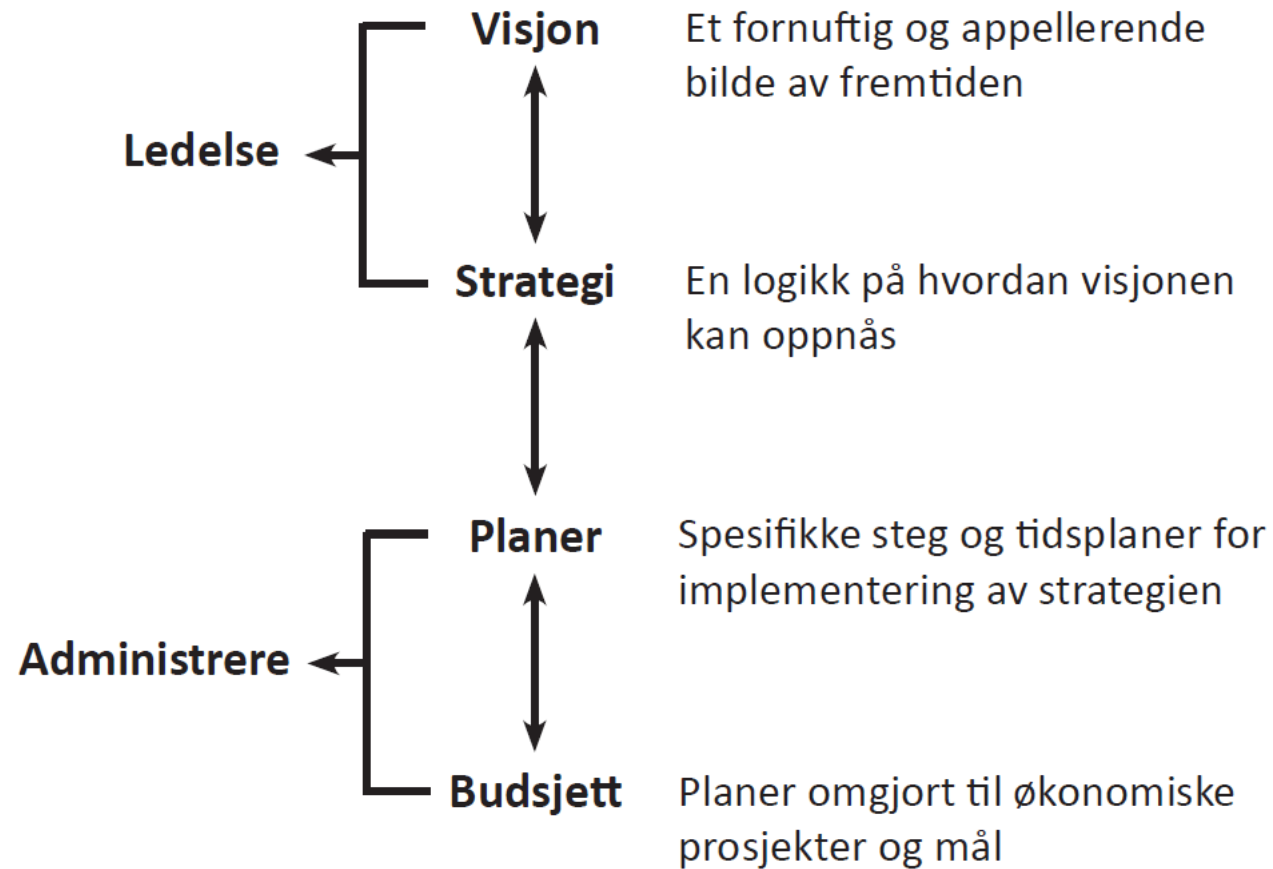 Visjon
Et fornuftig og appellerende
bilde av fremtiden
Ledelse
Strategi
En logikk på hvordan visjonen
kan oppnås
Planer
Spesifikke steg og tidsplaner for
implementering av strategien
Administrere
Budsjett
Planer omgjort til økonomiske
prosjekter og mål